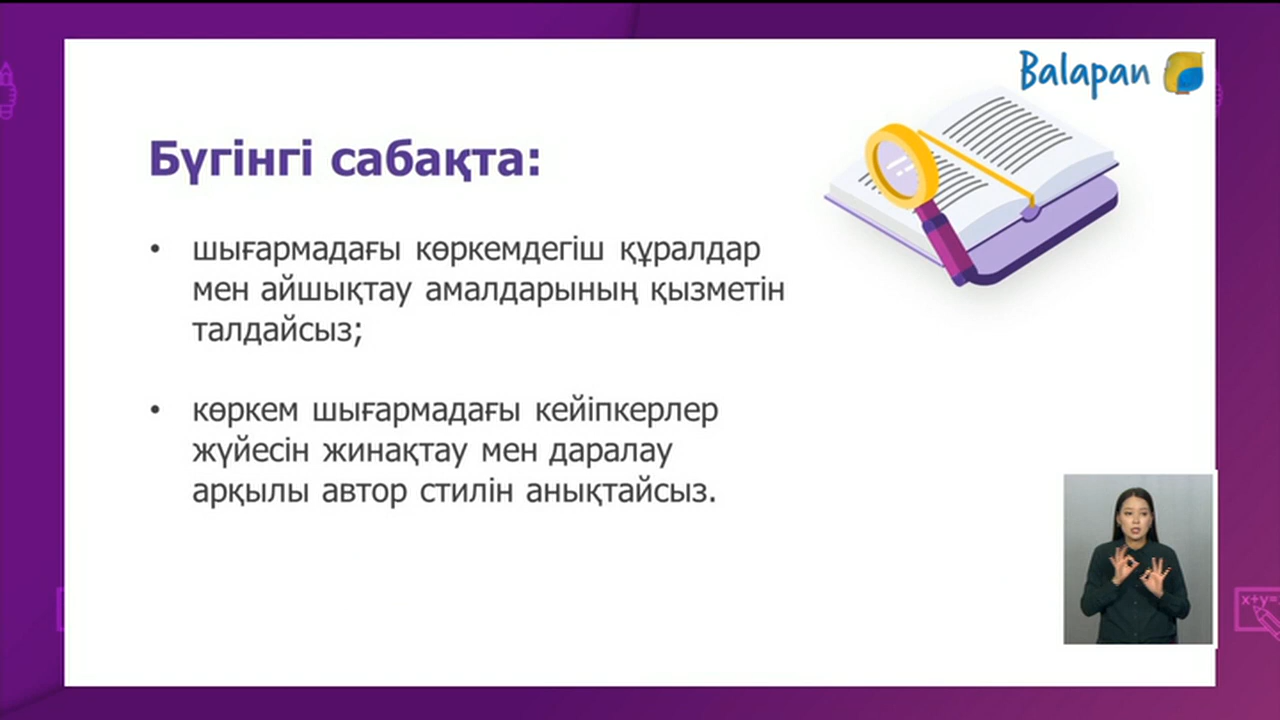 Balapan
Бүгінгі сабақта:
• шығармадағы көркемдегіш құралдар
мен айшықтау амалдарының қызметін
талдайсыз;
• көркем шығармадағы кейіпкерлер
жүйесін жинақтау мен даралау
арқылы автор стилін анықтайсыз.
x+y=